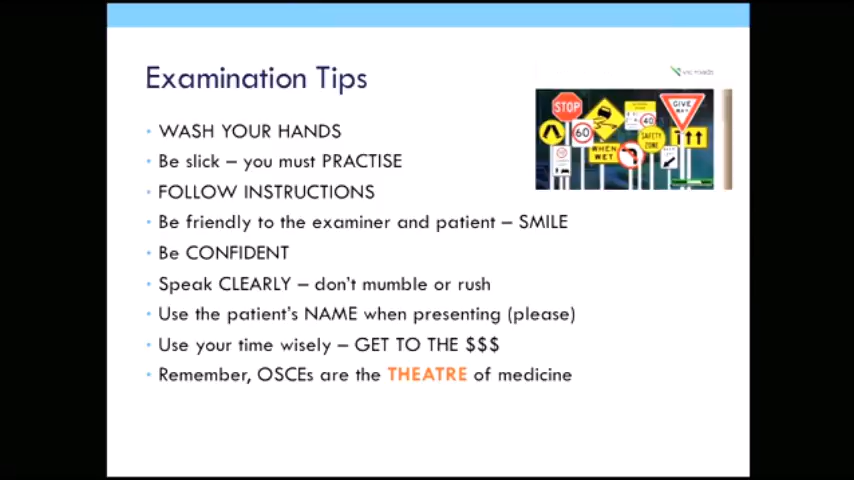 Examination Tips
vic roads
WASH YOUR HANDS
Be slick – you must PRACTISE
FOLLOW INSTRUCTIONS
Be friendly to the examiner and patient – SMILE
Be CONFIDENT
Speak CLEARLY – don't mumble or rush
Use the patient's NAME when presenting (please)
Use your time wisely – GET TO THE $$$
Remember, OSCEs are the THEATRE of medicine
STOP
GIVE
WAY
60
40
SAFETY
ZONE
WHEN
WET